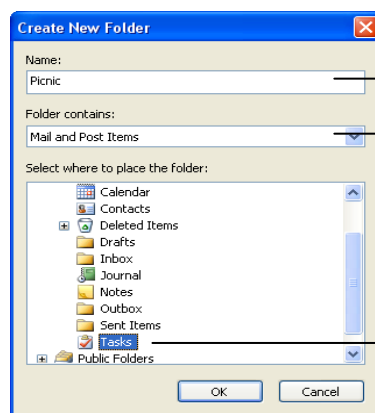 Create New Folder
Name:
Picnic
Folder contains:
Mail and Post Items
Select where to place the folder:
Calendar
Contacts
Deleted Items
Drafts
Inbox
Journal
Notes
Outbox
Sent Items
Tasks
Public Folders
OK
Cancel